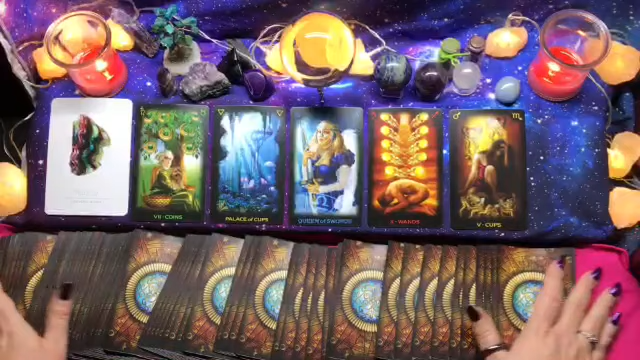 VII - COINS
PALACE of CUPS
QUEEN of SWORDS
X - WANDS
V - CUPS